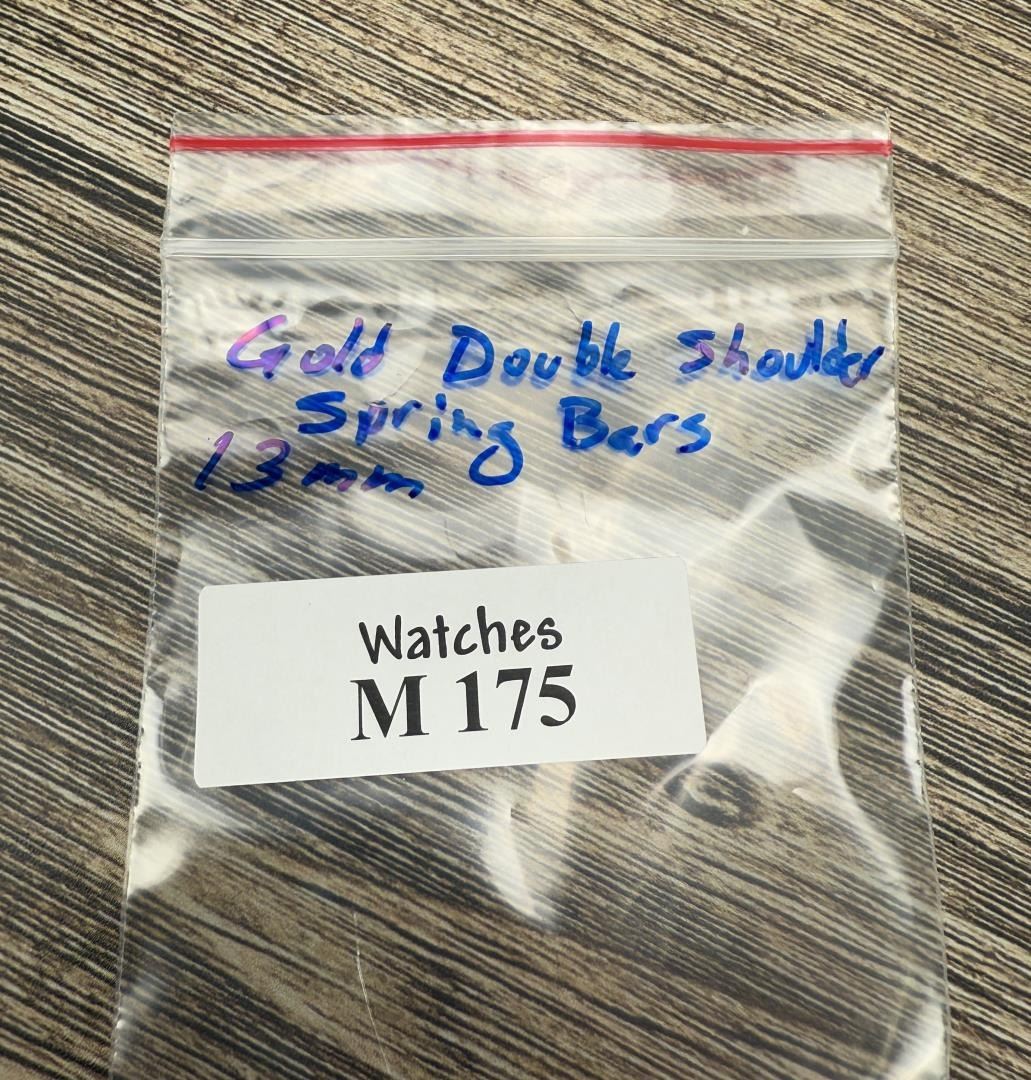 Gold Double Shoulder
Spring Bars
13mm
Watches
M 175